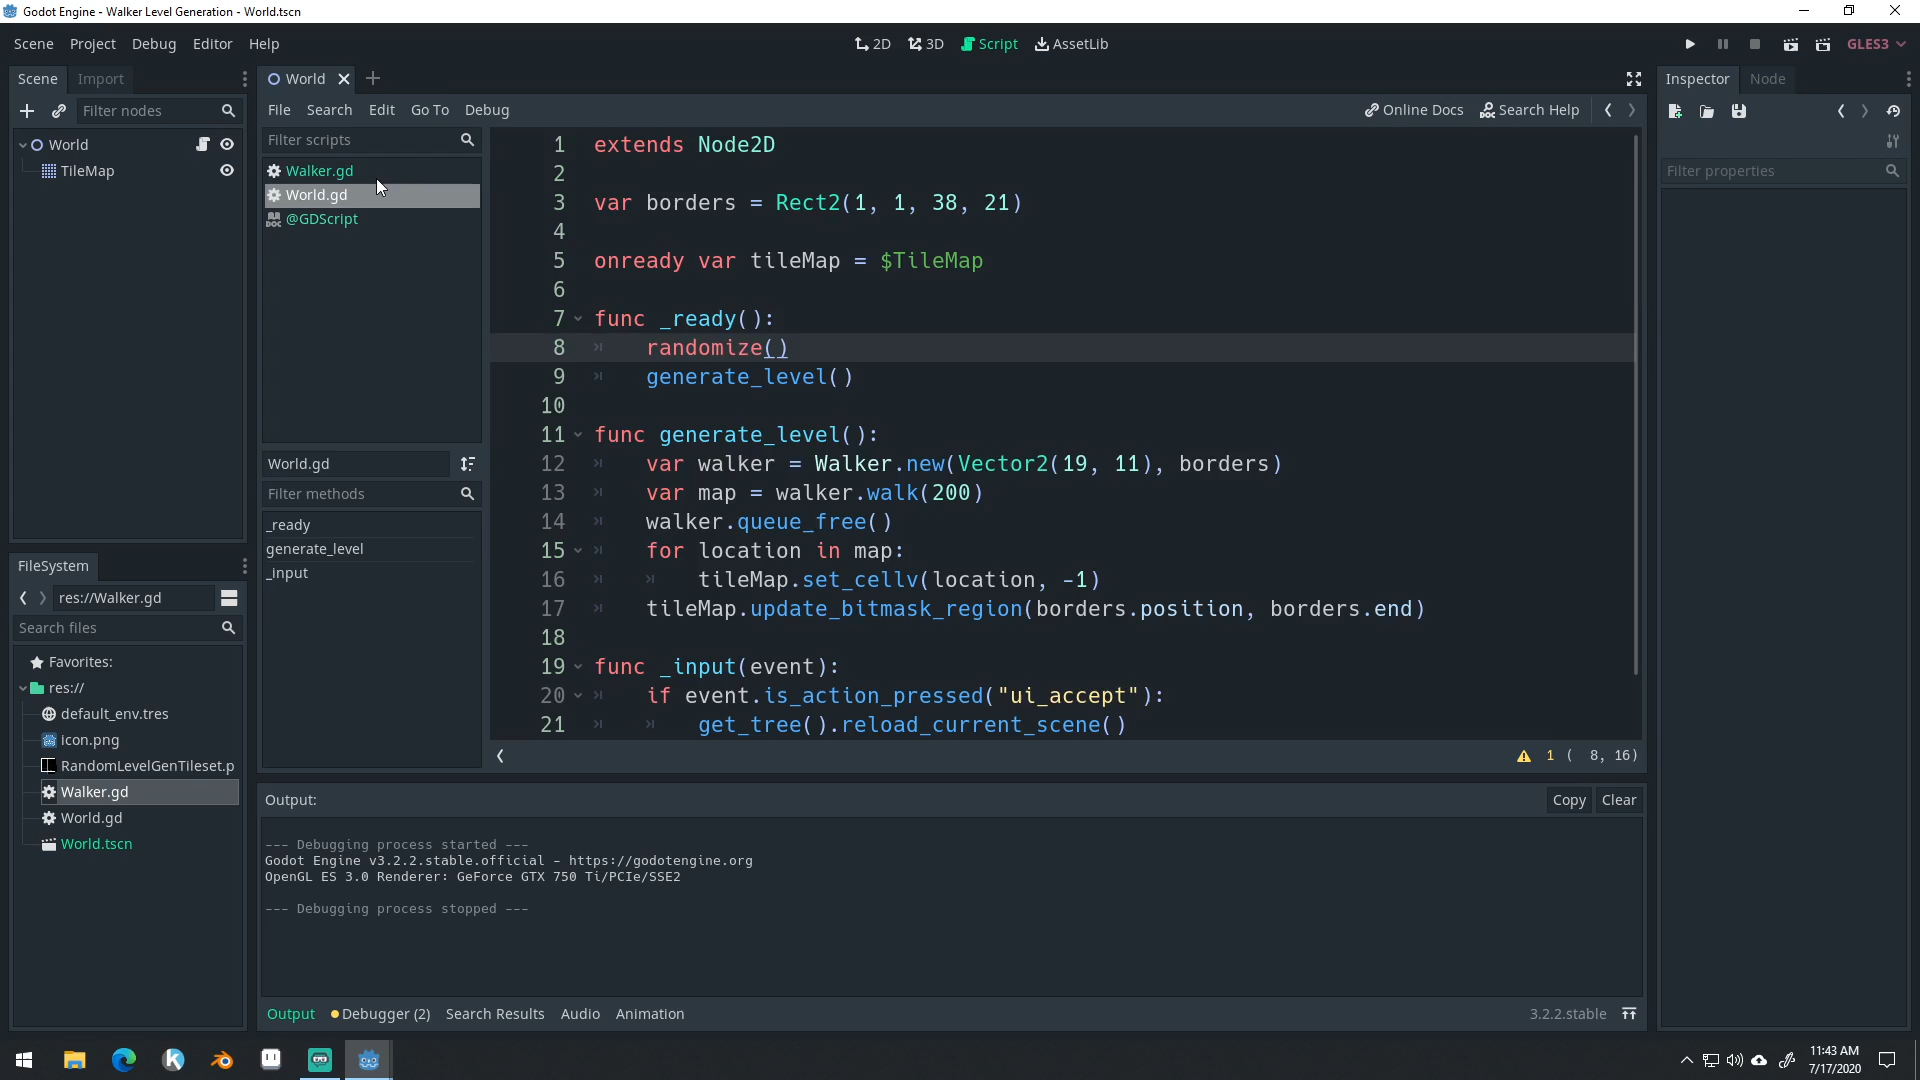 Godot Engine - Walker Level Generation - World.tscn
Scene Project Debug Editor Help
2D 3D Script AssetLib
GLES3
Scene Import
World
Inspector Node
Filter nodes
File Search Edit Go To Debug
Online Docs Search Help
World
TileMap
Filter scripts
Walker.gd
World.gd
@GDScript
World.gd
Filter methods
_ready
generate_level
_input
1 extends Node2D
2
3 var borders = Rect2(1, 1, 38, 21)
4
5 onready var tileMap = $TileMap
6
7 func _ready():
8 randomize()
9 generate_level()
10
11 func generate_level():
12 var walker = Walker.new(Vector2(19, 11), borders)
13 var map = walker.walk(200)
14 walker.queue_free()
15 for location in map:
16 tileMap.set_cellv(location, -1)
17 tileMap.update_bitmask_region(borders.position, borders.end)
18
19 func _input(event):
20 if event.is_action_pressed("ui_accept"):
21 get_tree().reload_current_scene()
1 ( 8, 16)
Filter properties
FileSystem
res://Walker.gd
Search files
Favorites:
res://
default_env.tres
icon.png
RandomLevelGenTileset.p
Walker.gd
World.gd
World.tscn
Output:
Copy Clear
--- Debugging process started ---
Godot Engine v3.2.2.stable.official - https://godotengine.org
OpenGL ES 3.0 Renderer: GeForce GTX 750 Ti/PCIe/SSE2
--- Debugging process stopped ---
Output Debugger (2) Search Results Audio Animation
3.2.2.stable
11:43 AM
7/17/2020